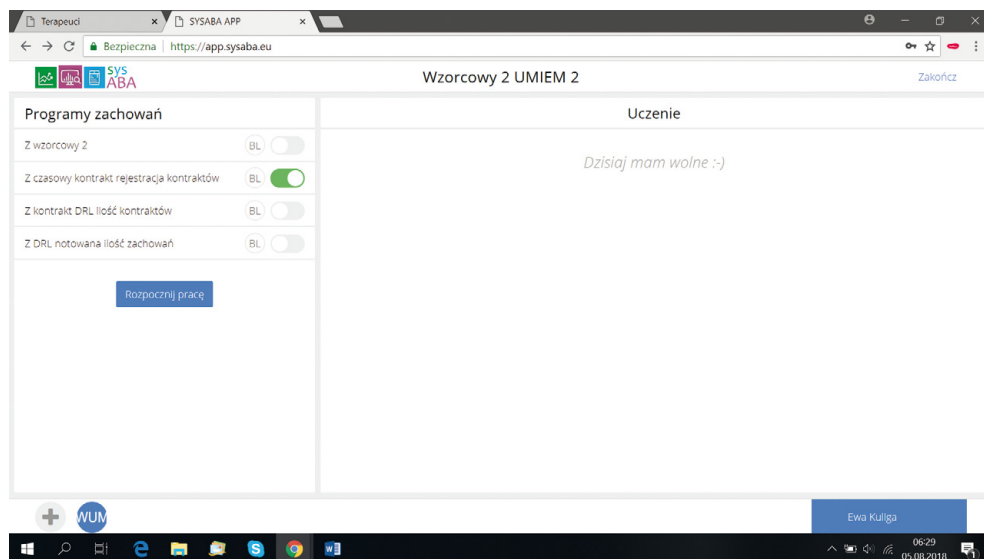 Terapeuci
SYSABA APP
Bezpieczna | https://app.sysaba.eu
sys
ABA
Wzorcowy 2 UMIEM 2
Zakończ
Programy zachowań
Uczenie
Z wzorcowy 2 BL
Dzisiaj mam wolne :-)
Z czasowy kontrakt rejestracja kontraktów BL
Z kontrakt DRL ilość kontraktów BL
Z DRL notowana ilość zachowań BL
Rozpocznij pracę
WUM
Ewa Kuliga
06:29
05.08.2018